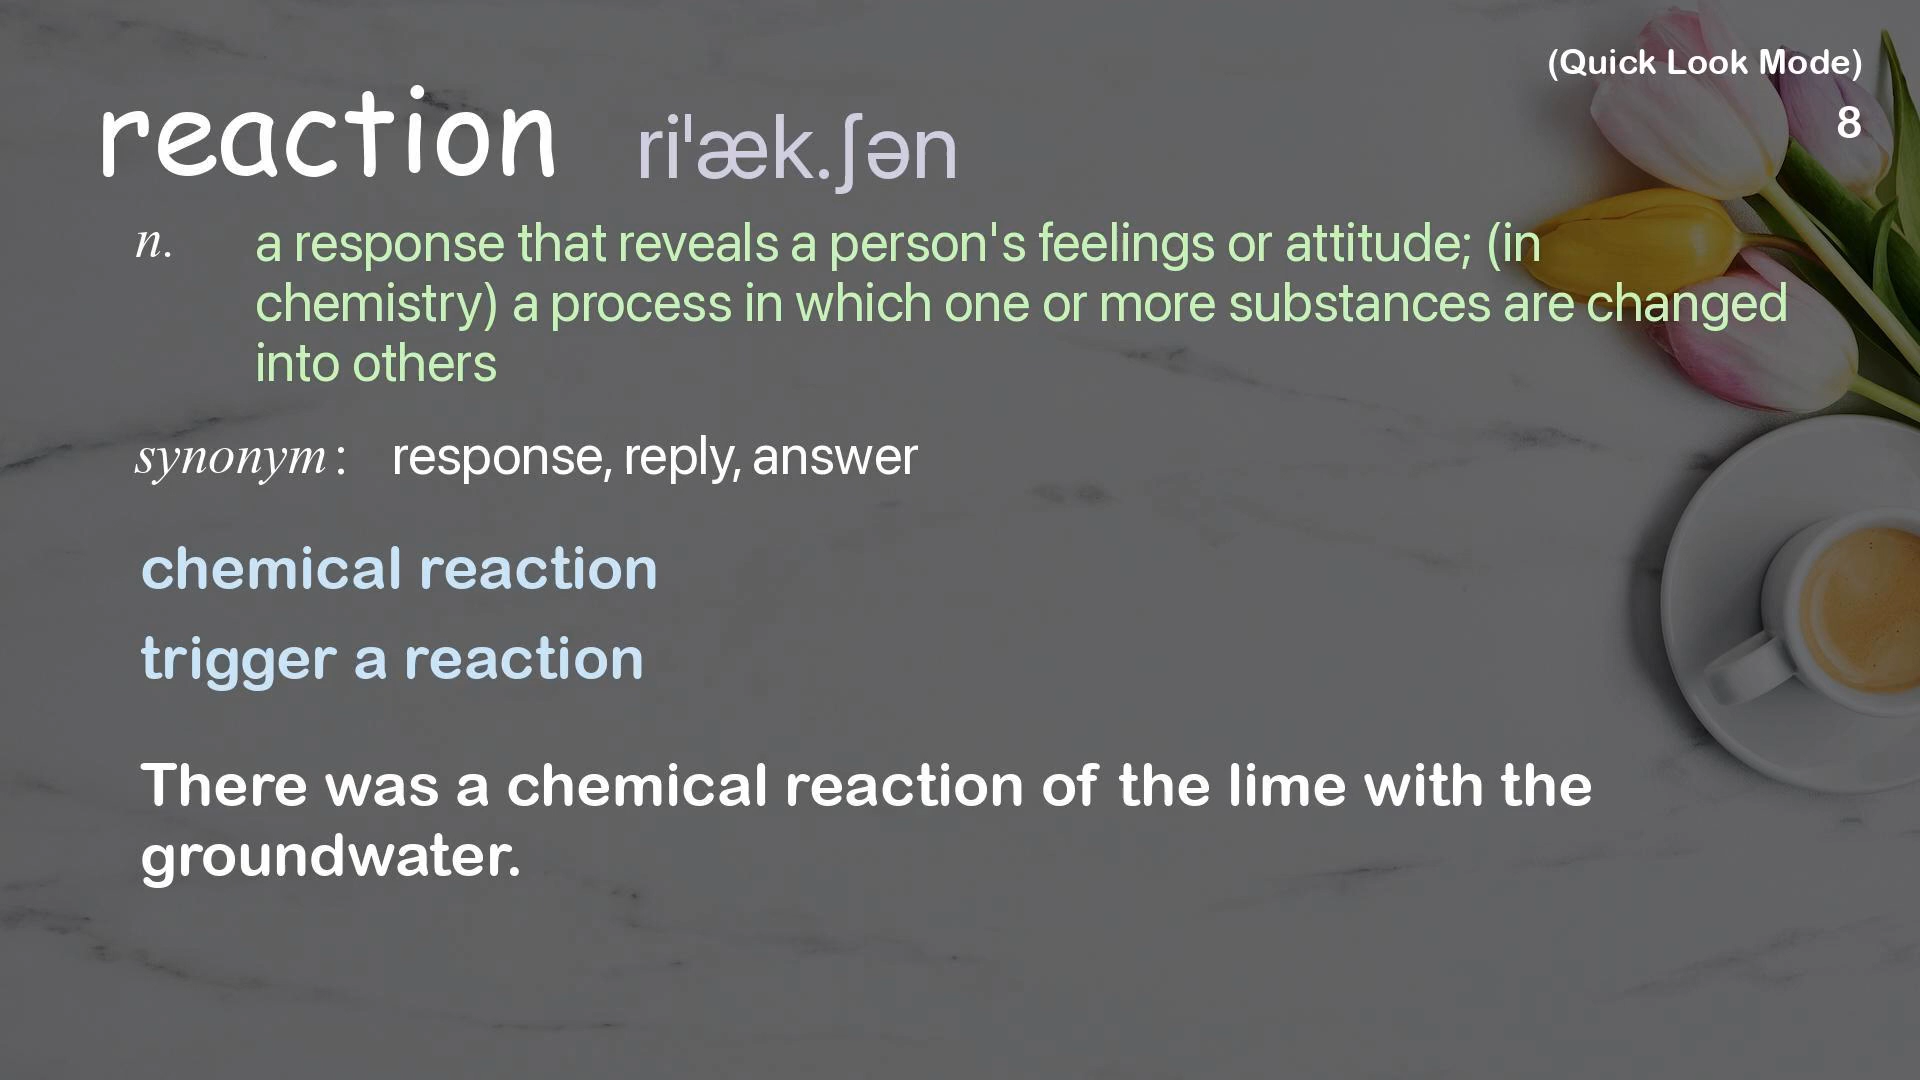 (Quick Look Mode)
8
reaction riˈæk.ʃən
n. a response that reveals a person's feelings or attitude; (in
chemistry) a process in which one or more substances are changed
into others
synonym: response, reply, answer
chemical reaction
trigger a reaction
There was a chemical reaction of the lime with the
groundwater.